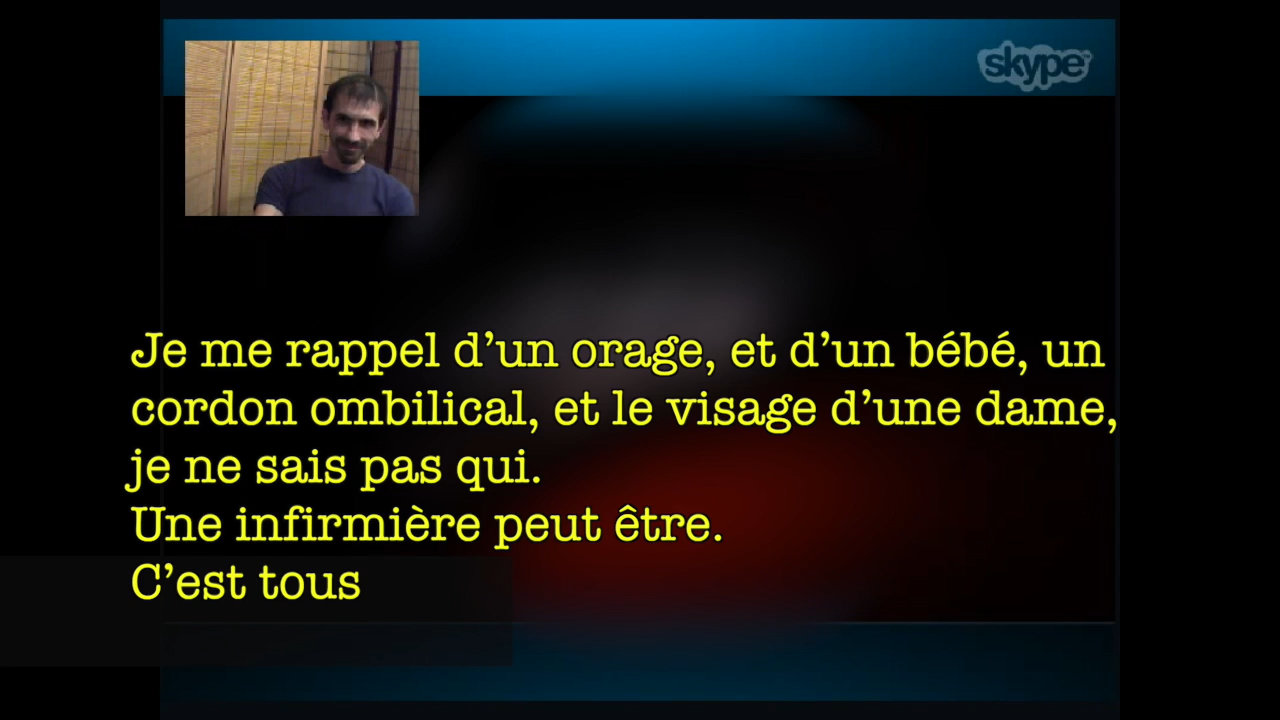 skype
Je me rappel d’un orage, et d’un bébé, un
cordon ombilical, et le visage d’une dame,
je ne sais pas qui.
Une infirmière peut être.
C’est tous